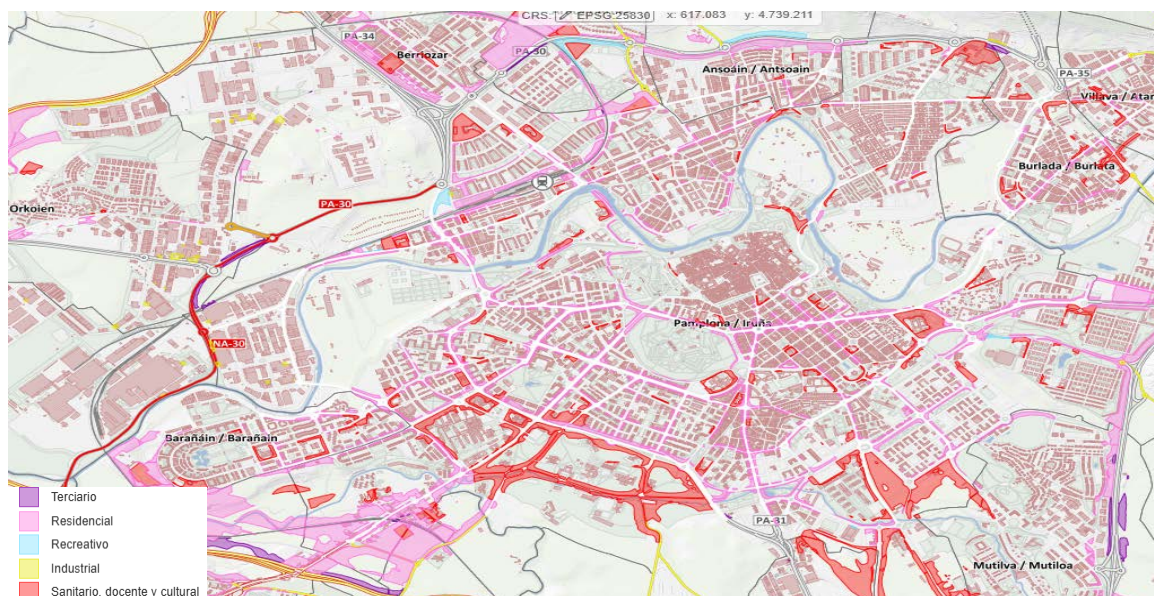 CRS: EPSG:25830 x: 617.083 y: 4.739.211
PA-34
Berriozar
PA-30
Ansoáin / Antsoain
PA-35
Villava / Atar
Burlada / Burlata
Orkoien
PA-30
Pamplona / Iruña
NA-30
Barañáin / Barañain
PA-31
Mutilva / Mutiloa
Terciario
Residencial
Recreativo
Industrial
Sanitario, docente y cultural